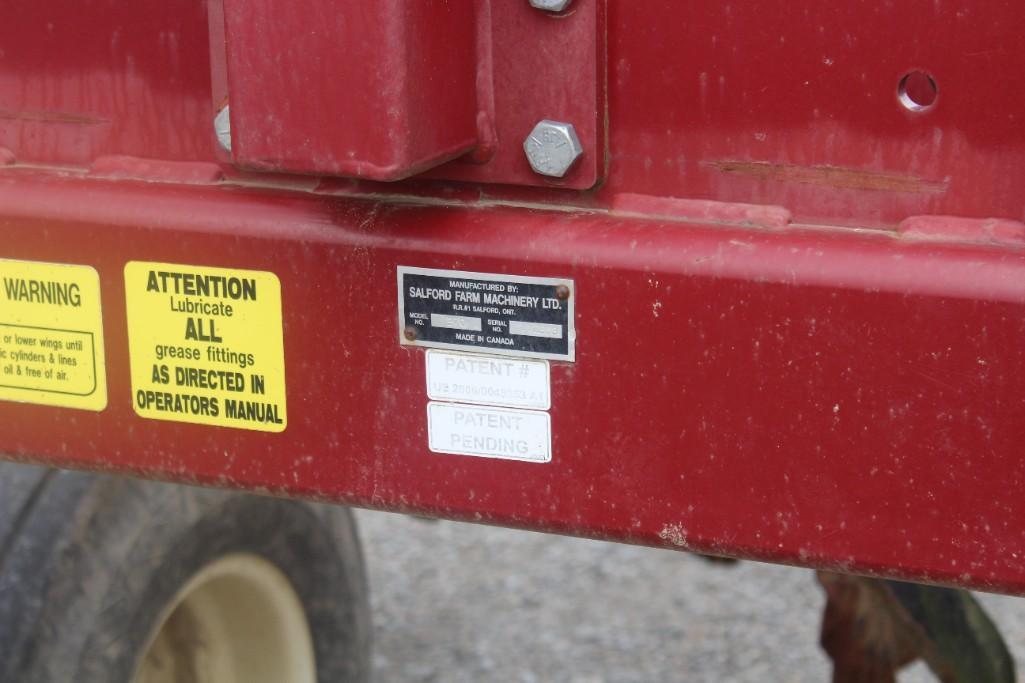 WARNING
or lower wings until
ic cylinders & lines
oil & free of air.
ATTENTION
Lubricate
ALL
grease fittings
AS DIRECTED IN
OPERATORS MANUAL
MANUFACTURED BY:
SALFORD FARM MACHINERY LTD.
R.R.#1 SALFORD, ONT.
MODEL NO. SERIAL NO.
MADE IN CANADA
PATENT #
PATENT
PENDING